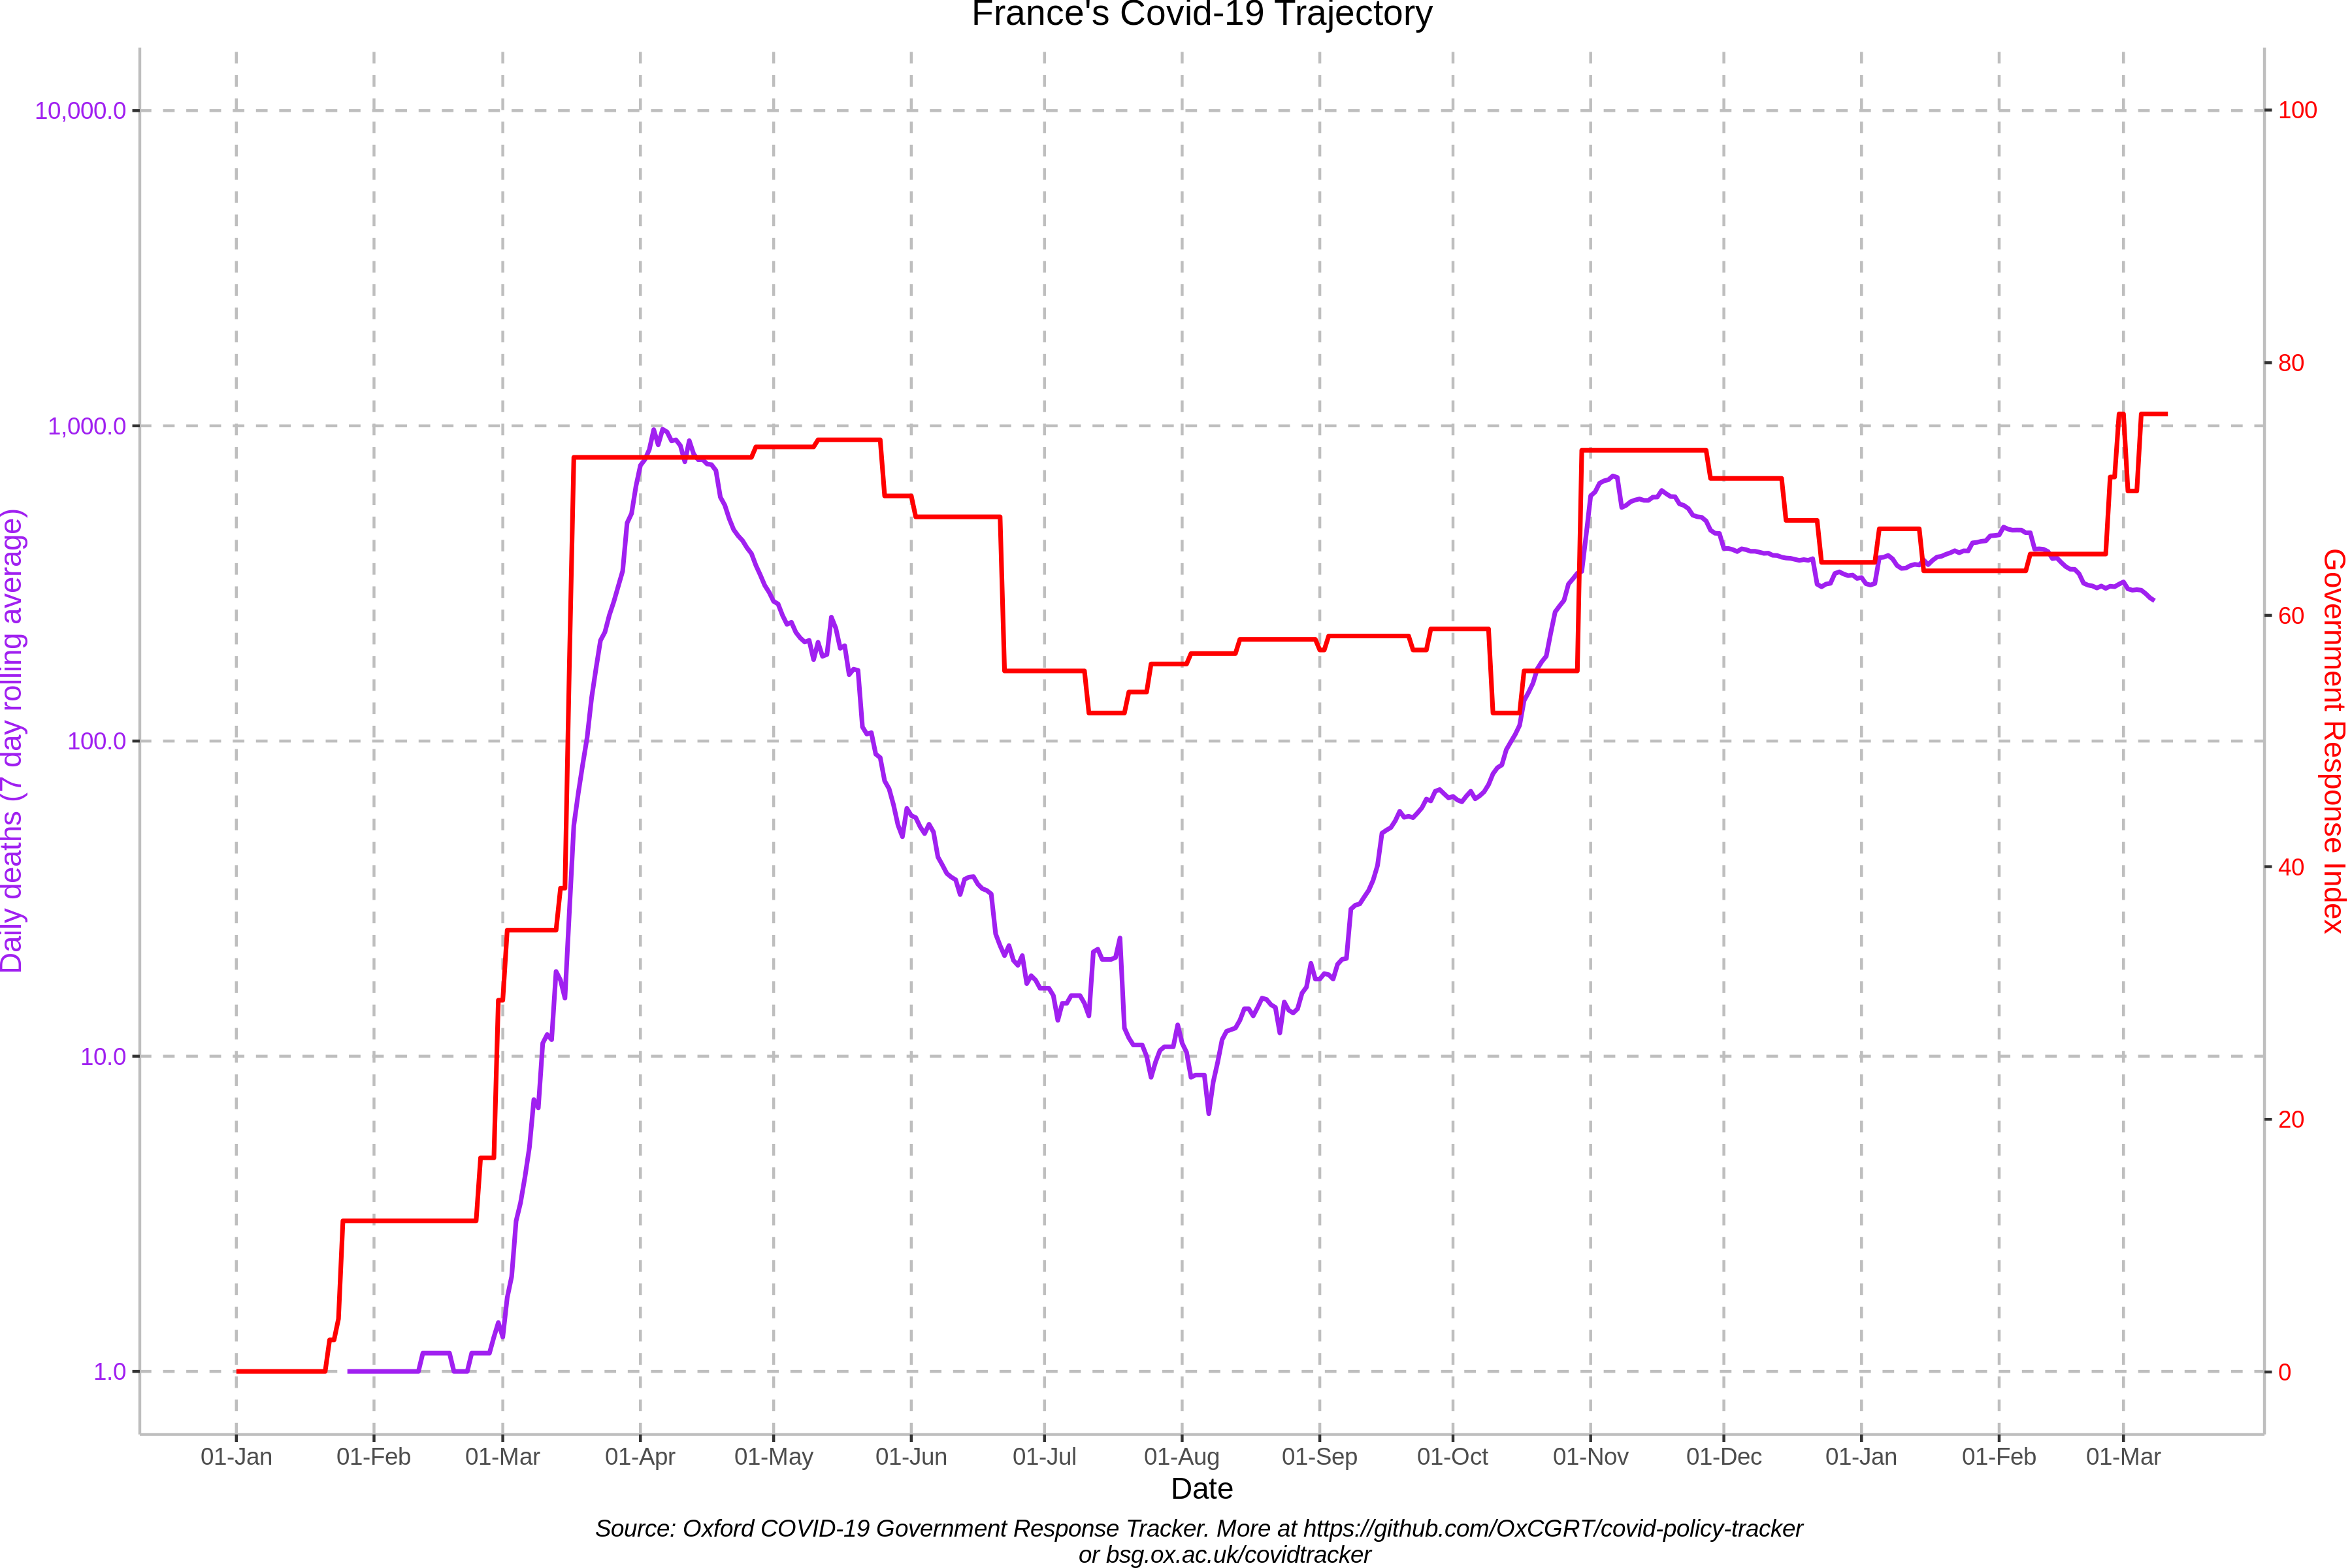 France's Covid-19 Trajectory
10,000.0
1,000.0
100.0
10.0
1.0
Daily deaths (7 day rolling average)
100
80
60
40
20
0
Government Response Index
01-Jan 01-Feb 01-Mar 01-Apr 01-May 01-Jun 01-Jul 01-Aug 01-Sep 01-Oct 01-Nov 01-Dec 01-Jan 01-Feb 01-Mar
Date
Source: Oxford COVID-19 Government Response Tracker. More at https://github.com/OxCGRT/covid-policy-tracker
or bsg.ox.ac.uk/covidtracker